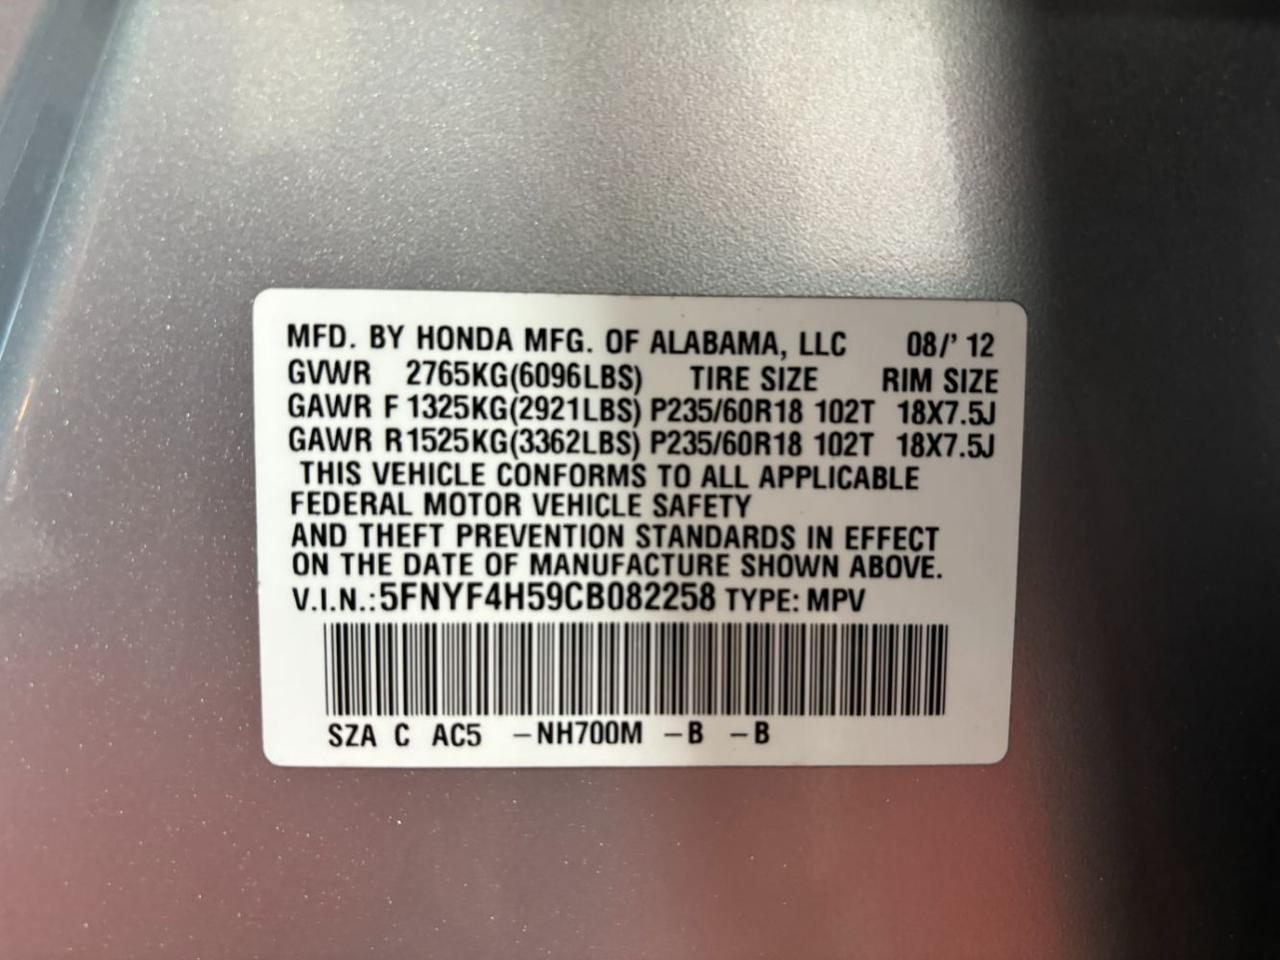 MFD. BY HONDA MFG. OF ALABAMA, LLC 08/' 12
GVWR 2765KG(6096LBS) TIRE SIZE RIM SIZE
GAWR F 1325KG(2921LBS) P235/60R18 102T 18X7.5J
GAWR R 1525KG(3362LBS) P235/60R18 102T 18X7.5J
THIS VEHICLE CONFORMS TO ALL APPLICABLE
FEDERAL MOTOR VEHICLE SAFETY
AND THEFT PREVENTION STANDARDS IN EFFECT
ON THE DATE OF MANUFACTURE SHOWN ABOVE.
V.I.N.: 5FNYF4H59CB082258 TYPE: MPV
SZA C AC5 –NH700M –B –B